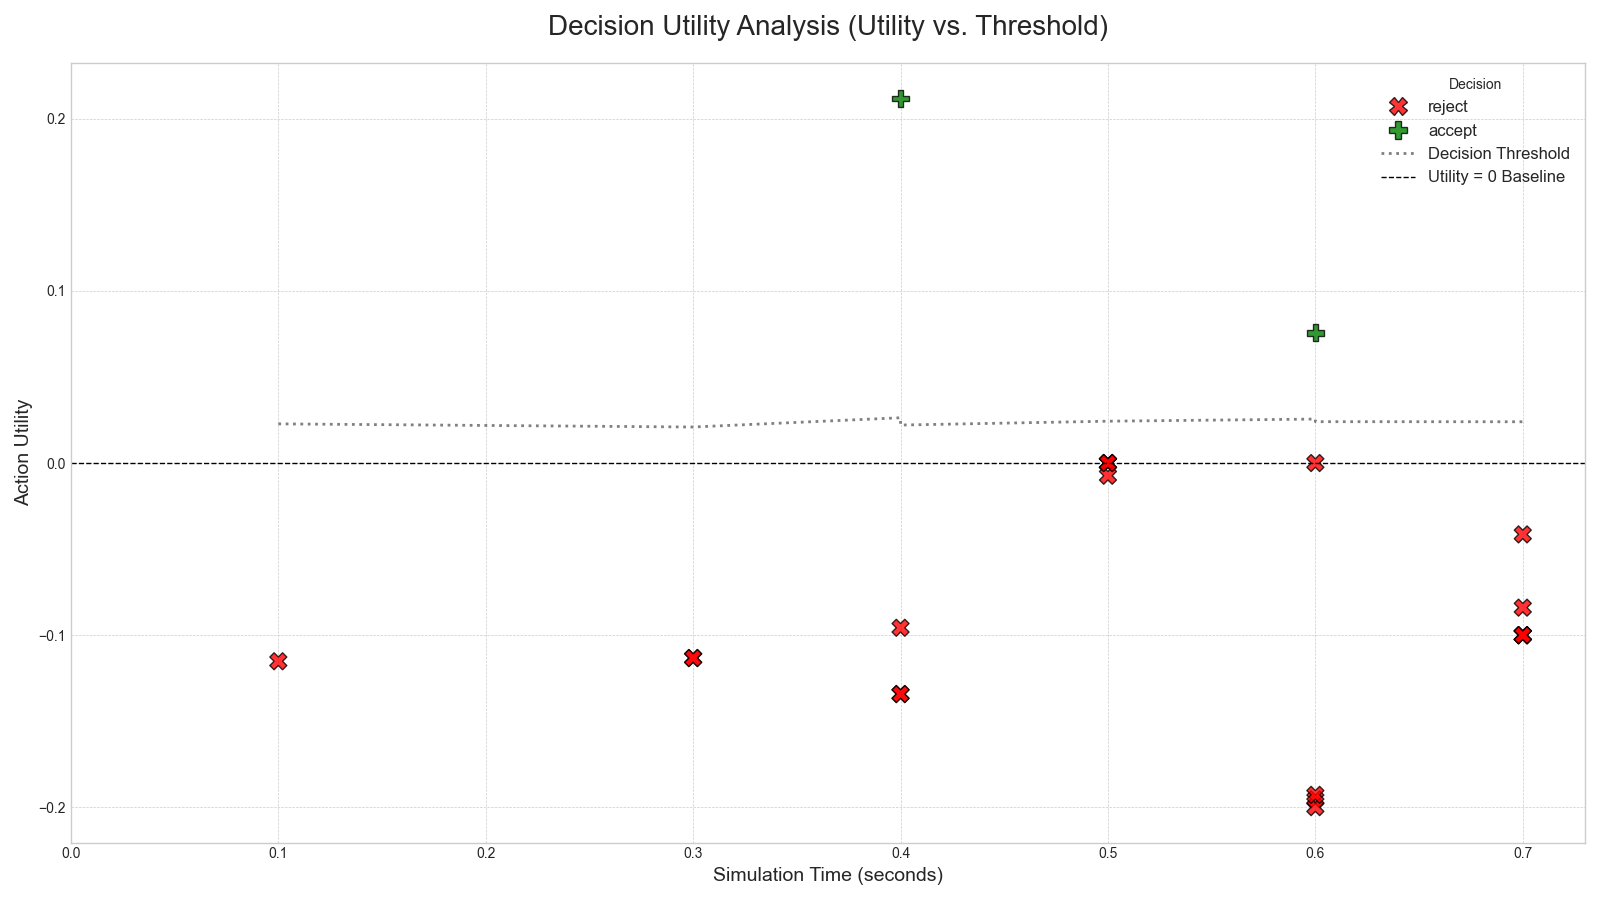 Decision Utility Analysis (Utility vs. Threshold)
Decision
reject
accept
Decision Threshold
Utility = 0 Baseline
Action Utility
0.2
0.1
0.0
−0.1
−0.2
0.0 0.1 0.2 0.3 0.4 0.5 0.6 0.7
Simulation Time (seconds)